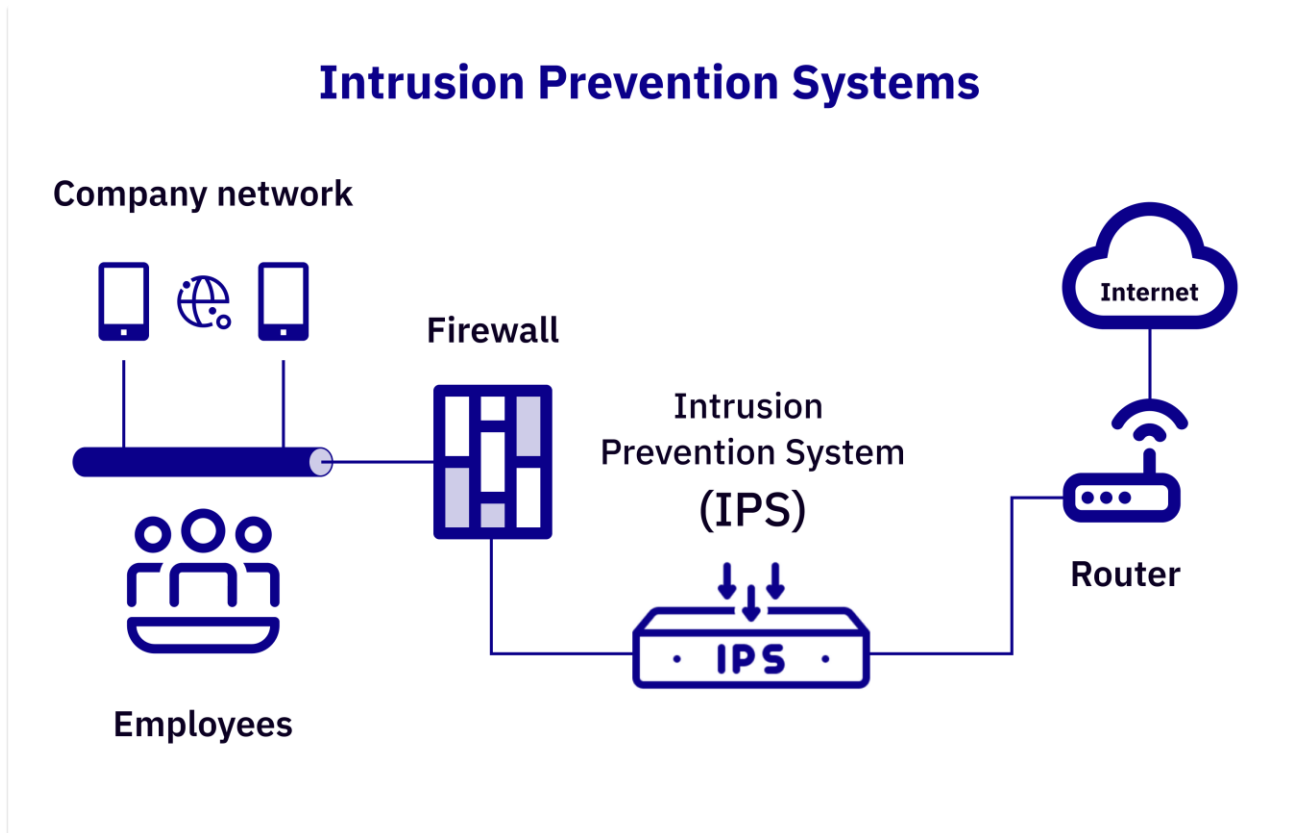 Intrusion Prevention Systems
Company network
Internet
Firewall
Intrusion
Prevention System
(IPS)
Router
IPS
Employees